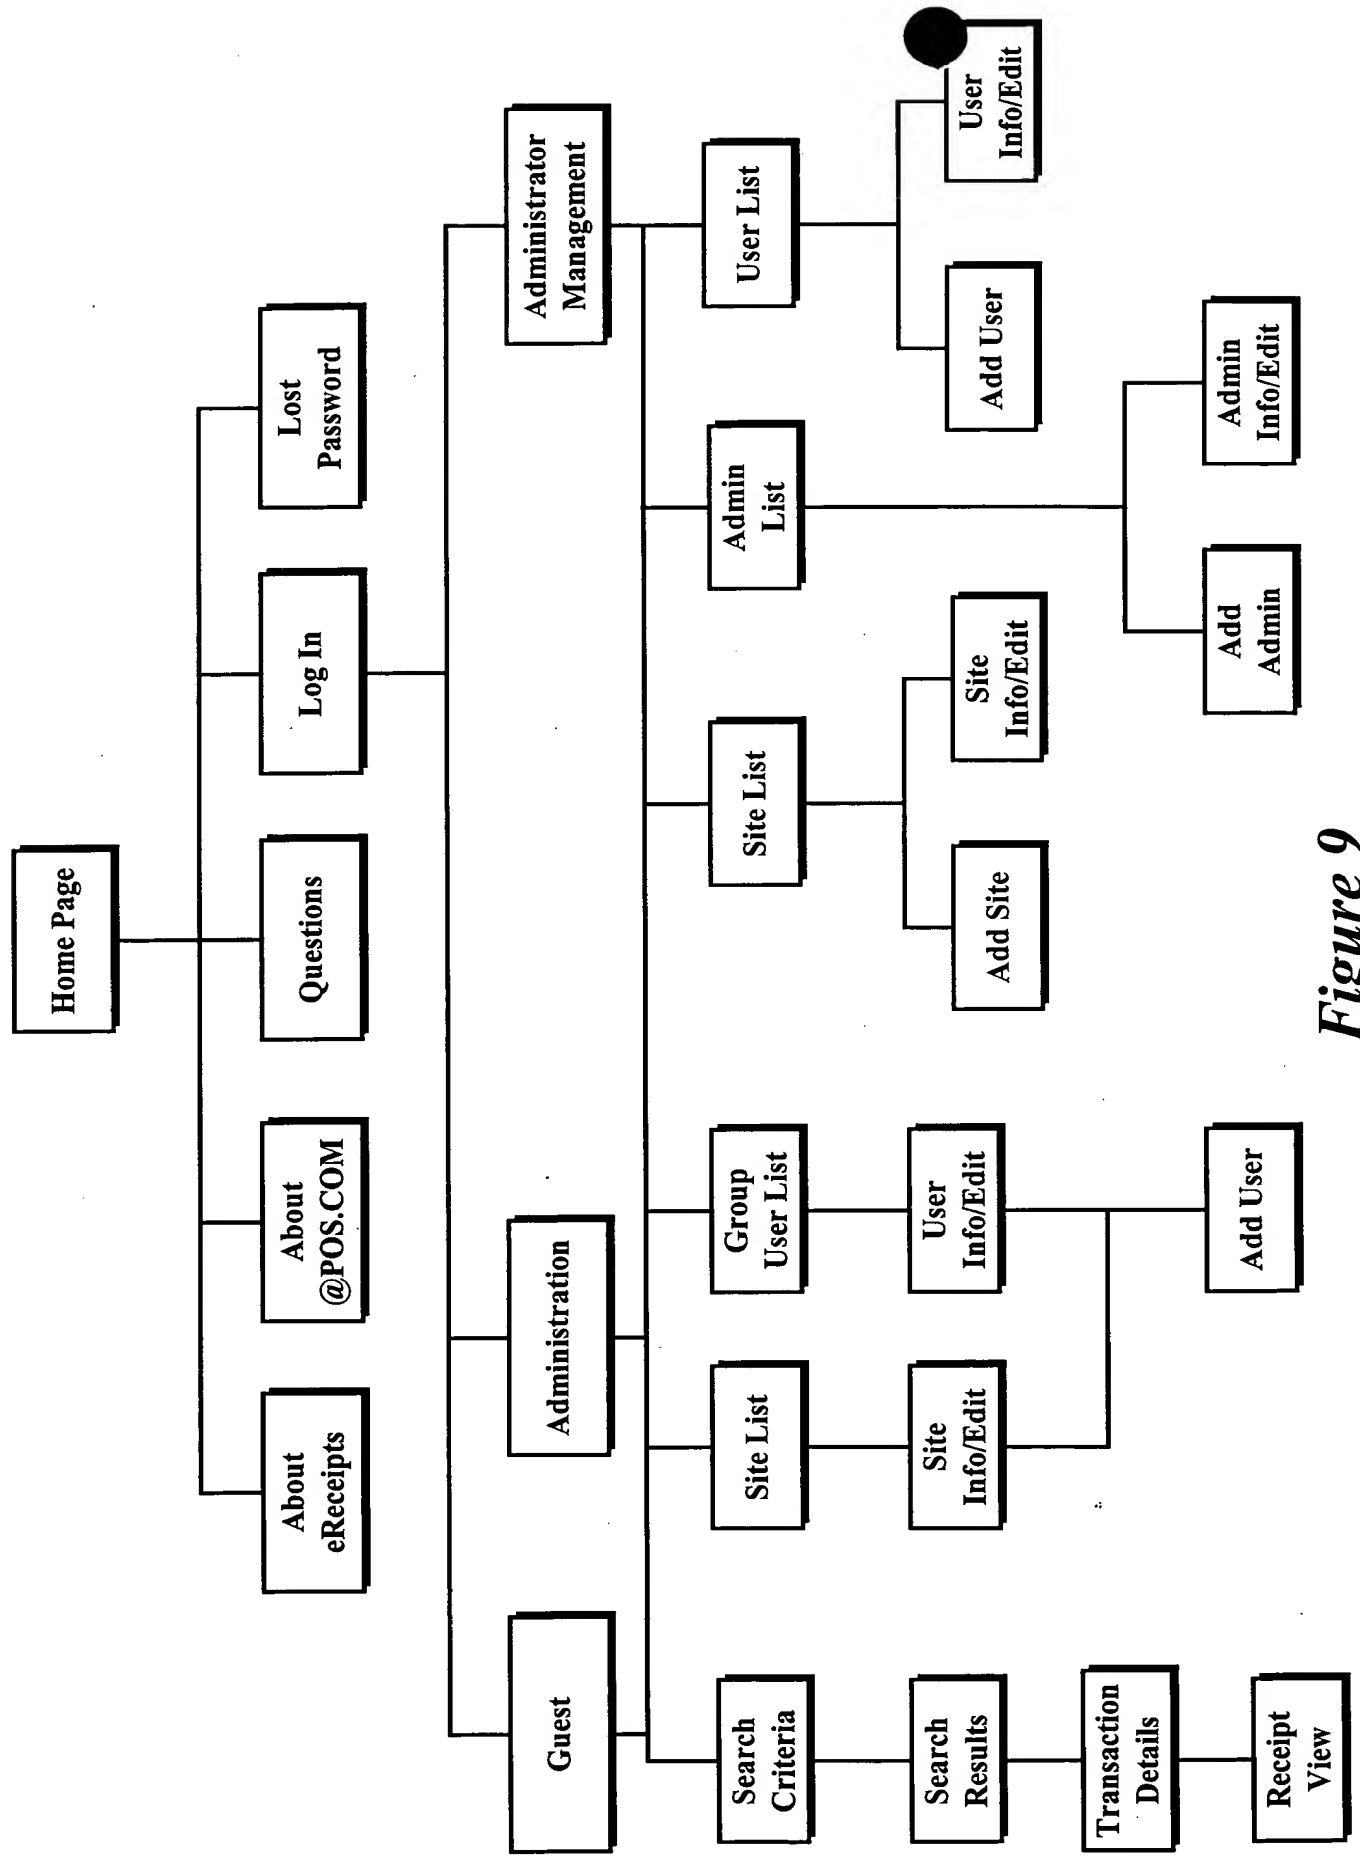 Home Page
About
eReceipts
About
@POS.COM
Questions
Log In
Lost
Password
Guest
Administration
Administrator
Management
Search
Criteria
Site List
Group
User List
Site List
Admin
List
User List
Search
Results
Site
Info/Edit
User
Info/Edit
Add Site
Site
Info/Edit
Add User
User
Info/Edit
Transaction
Details
Receipt
View
Add User
Add
Admin
Admin
Info/Edit
Figure 9